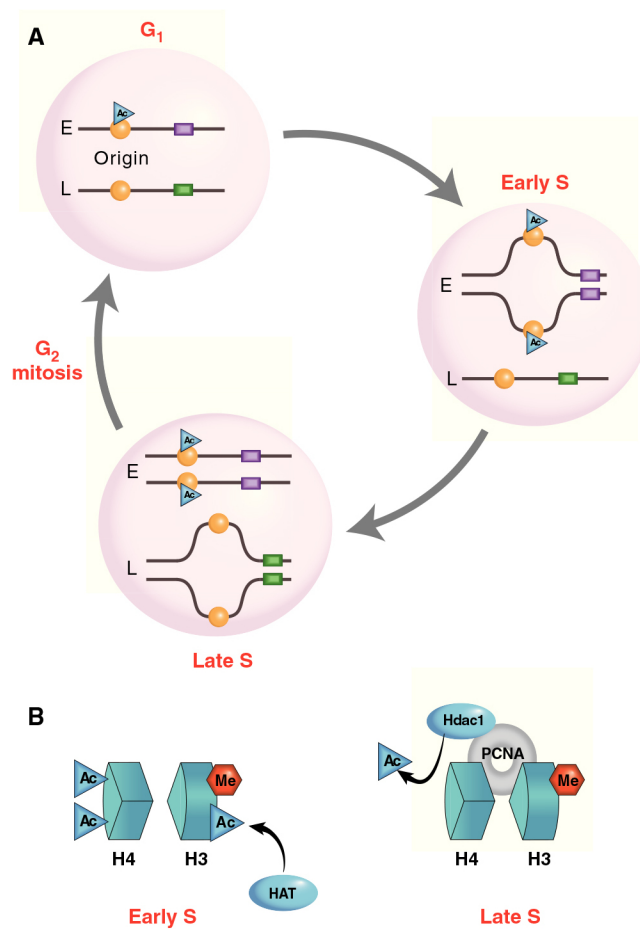 A
G₁
Ac
E
Origin
L
Early S
Ac
E
Ac
L
G₂
mitosis
Ac
E
Ac
L
Late S
B
Hdac1
Ac
PCNA
Ac
Me
Me
Ac
Ac
H4
H3
H4
H3
HAT
Early S
Late S